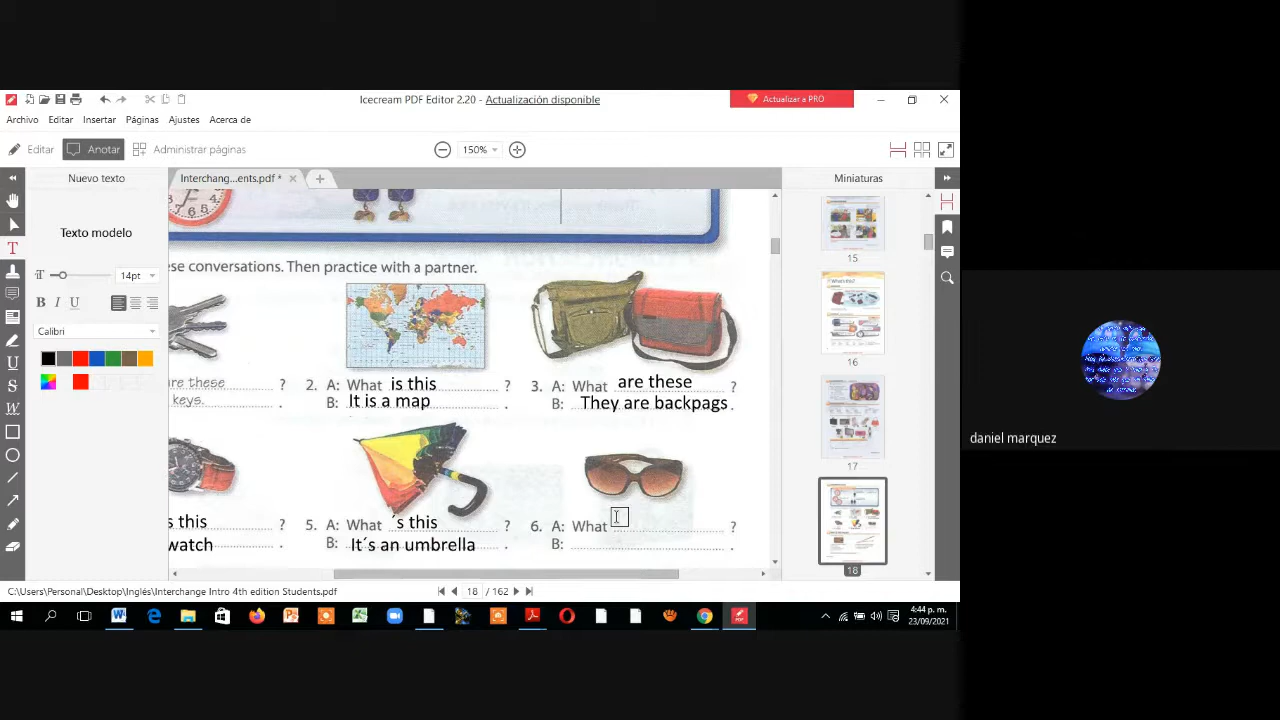 Icecream PDF Editor 2.20 - Actualización disponible
Actualizar a PRO
Archivo Editar Insertar Páginas Ajustes Acerca de
Editar Anotar Administrar páginas
150%
Nuevo texto
Interchang...ents.pdf *
Miniaturas
Texto modelo
14pt
B I U
Calibri
se conversations. Then practice with a partner.
are these ?
keys. .
2. A: What is this ?
B: It is a map .
3. A: What are these ?
B: They are backpags .
s this ?
watch .
5. A: What ´s this ?
B: It´s an umbrella .
6. A: What ?
B: .
15
16
17
18
daniel marquez
C:\Users\Personal\Desktop\Inglés\Interchange Intro 4th edition Students.pdf
18 / 162
4:44 p. m.
23/09/2021